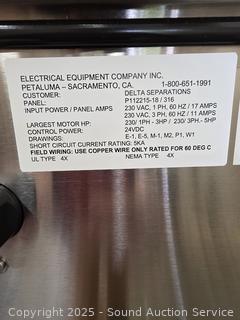 ELECTRICAL EQUIPMENT COMPANY INC.
PETALUMA – SACRAMENTO, CA. 1-800-651-1991
CUSTOMER: DELTA SEPARATIONS
PANEL: P112215-18 / 316
INPUT POWER / PANEL AMPS 230 VAC, 1 PH, 60 HZ / 17 AMPS
230 VAC, 3 PH, 60 HZ / 11 AMPS
LARGEST MOTOR HP: 230/ 1PH - 3HP / 230/ 3PH,- 5HP
CONTROL POWER: 24VDC
DRAWINGS: E-1, E-5, M-1, M2, P1, W1
SHORT CIRCUIT CURRENT RATING: 5KA
FIELD WIRING: USE COPPER WIRE ONLY RATED FOR 60 DEG C
UL TYPE 4X NEMA TYPE 4X
Copyright 2025 - Sound Auction Service